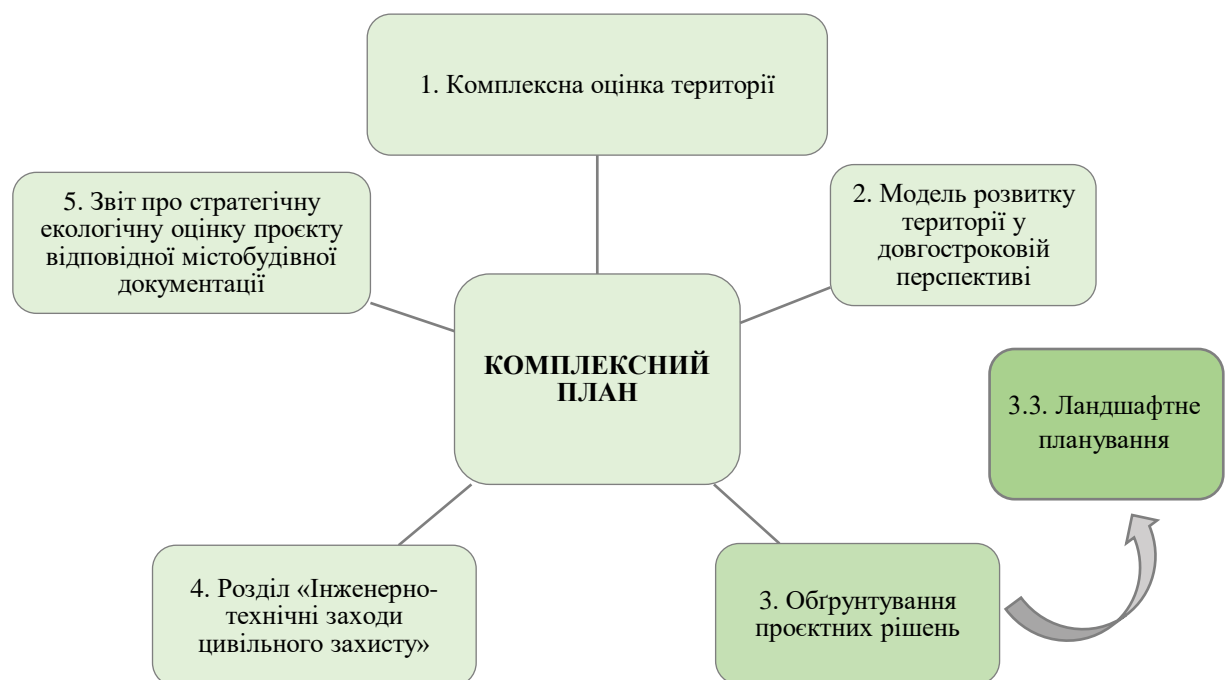 1. Комплексна оцінка території
5. Звіт про стратегічну
екологічну оцінку проєкту
відповідної містобудівної
документації
2. Модель розвитку
території у
довгостроковій
перспективі
КОМПЛЕКСНИЙ
ПЛАН
3.3. Ландшафтне
планування
4. Розділ «Інженерно-
технічні заходи
цивільного захисту»
3. Обґрунтування
проєктних рішень